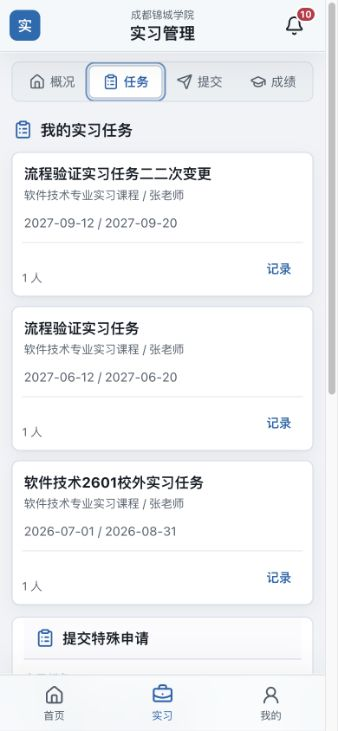 实
成都锦城学院
实习管理
10
概况
任务
提交
成绩
我的实习任务
流程验证实习任务二二次变更
软件技术专业实习课程 / 张老师
2027-09-12 / 2027-09-20
记录
1 人
流程验证实习任务
软件技术专业实习课程 / 张老师
2027-06-12 / 2027-06-20
记录
1 人
软件技术2601校外实习任务
软件技术专业实习课程 / 张老师
2026-07-01 / 2026-08-31
记录
1 人
提交特殊申请
首页
实习
我的